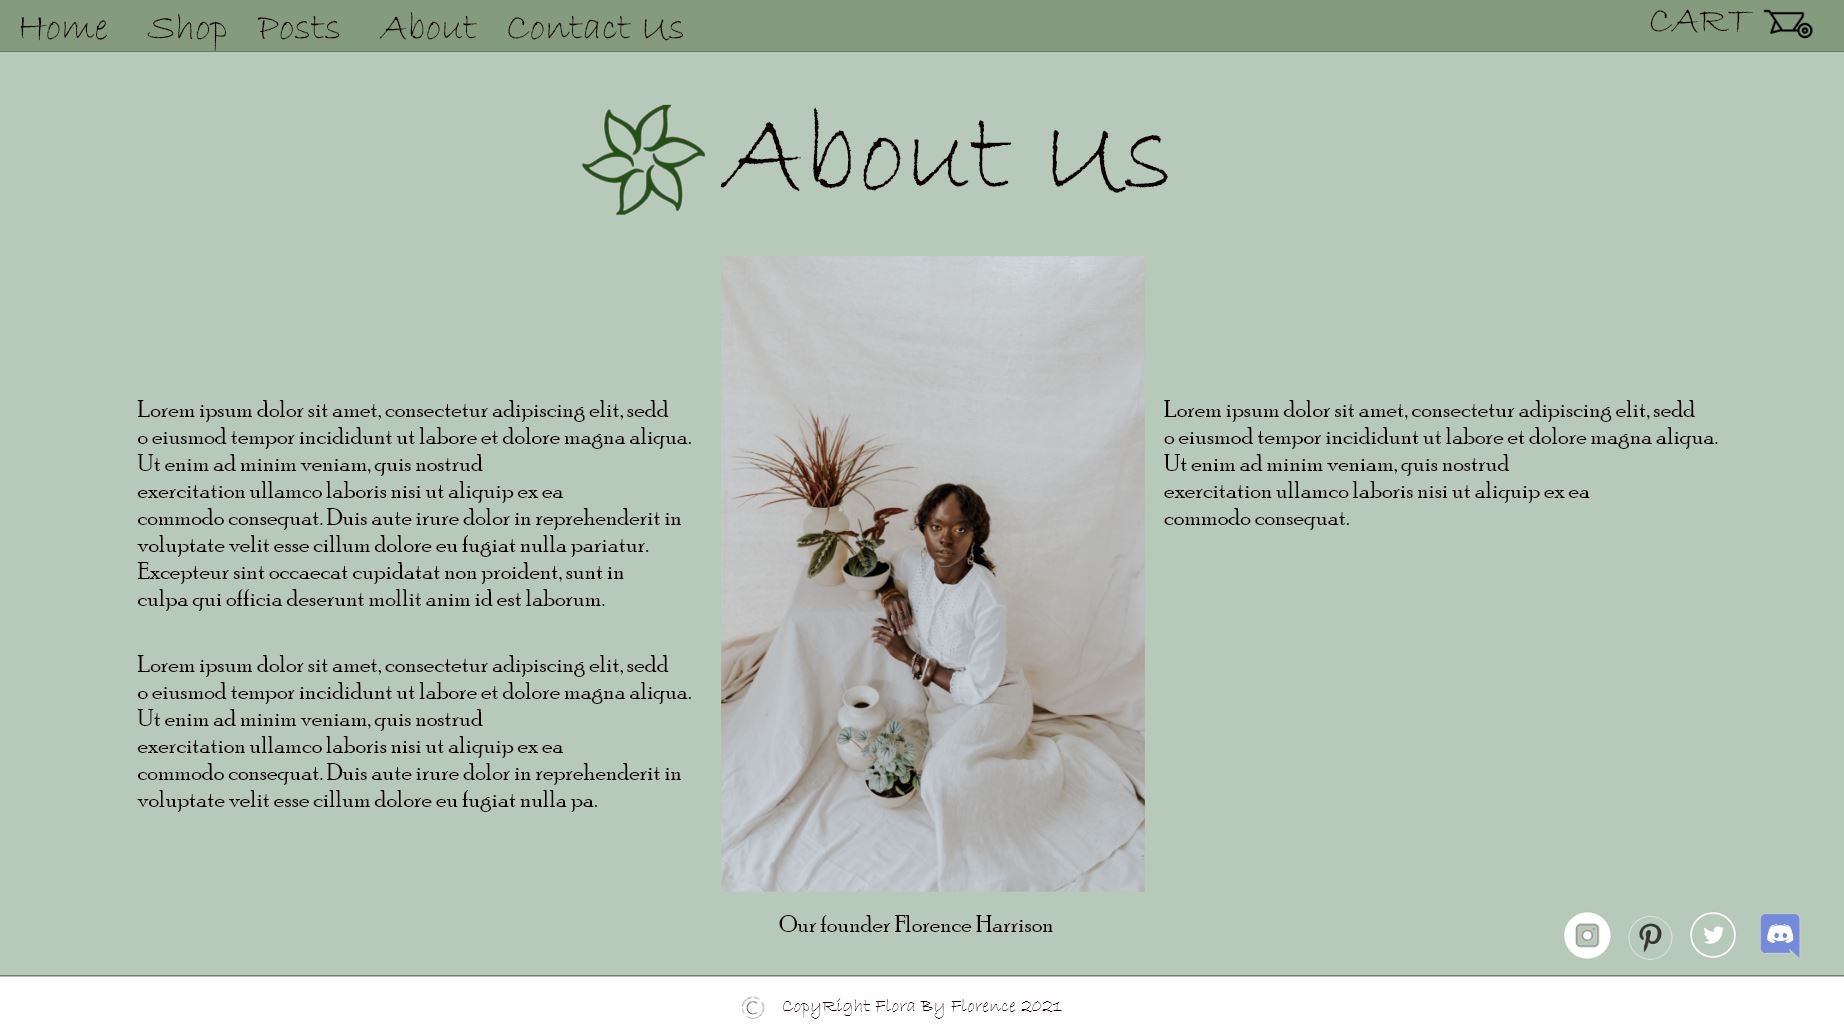 Home Shop Posts About Contact Us CART
About Us
Lorem ipsum dolor sit amet, consectetur adipiscing elit, sedd
o eiusmod tempor incididunt ut labore et dolore magna aliqua.
Ut enim ad minim veniam, quis nostrud
exercitation ullamco laboris nisi ut aliquip ex ea
commodo consequat. Duis aute irure dolor in reprehenderit in
voluptate velit esse cillum dolore eu fugiat nulla pariatur.
Excepteur sint occaecat cupidatat non proident, sunt in
culpa qui officia deserunt mollit anim id est laborum.
Lorem ipsum dolor sit amet, consectetur adipiscing elit, sedd
o eiusmod tempor incididunt ut labore et dolore magna aliqua.
Ut enim ad minim veniam, quis nostrud
exercitation ullamco laboris nisi ut aliquip ex ea
commodo consequat. Duis aute irure dolor in reprehenderit in
voluptate velit esse cillum dolore eu fugiat nulla pa.
Lorem ipsum dolor sit amet, consectetur adipiscing elit, sedd
o eiusmod tempor incididunt ut labore et dolore magna aliqua.
Ut enim ad minim veniam, quis nostrud
exercitation ullamco laboris nisi ut aliquip ex ea
commodo consequat.
Our founder Florence Harrison
© CopyRight Flora By Florence 2021